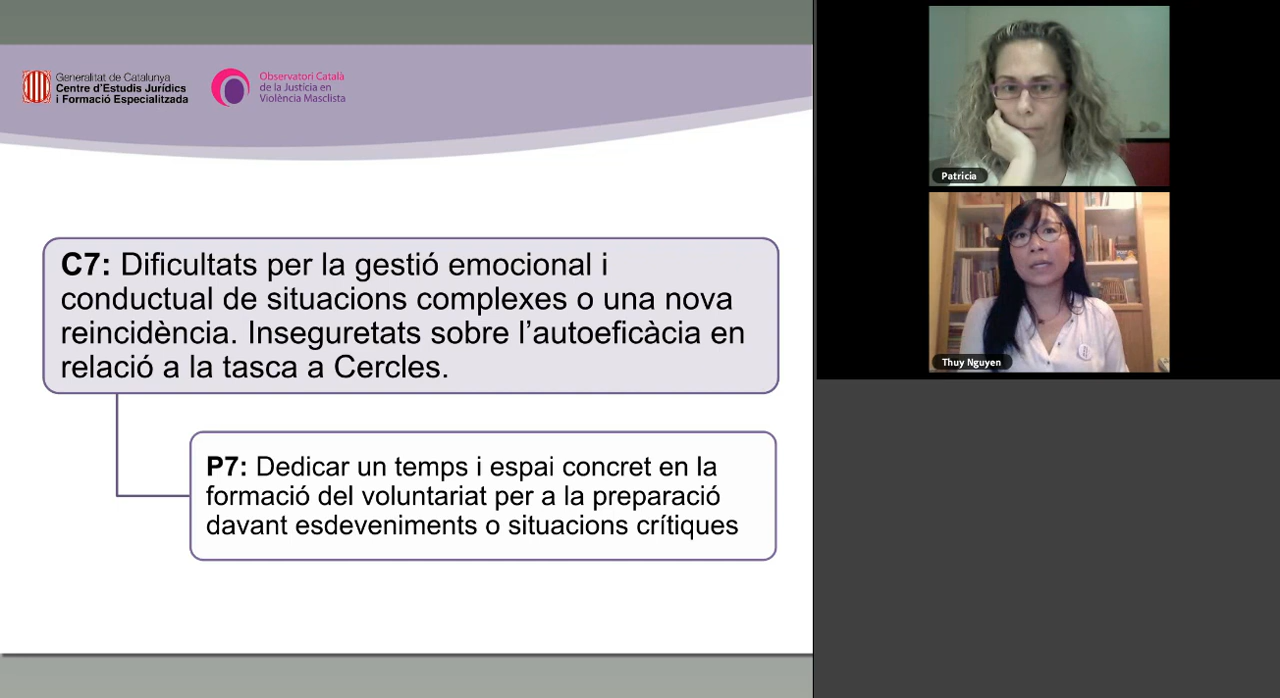 Generalitat de Catalunya
Centre d'Estudis Jurídics
i Formació Especialitzada
Observatori Català
de la Justícia en
Violència Masclista
C7: Dificultats per la gestió emocional i
conductual de situacions complexes o una nova
reincidència. Inseguretats sobre l’autoeficàcia en
relació a la tasca a Cercles.
P7: Dedicar un temps i espai concret en la
formació del voluntariat per a la preparació
davant esdeveniments o situacions crítiques
Patricia
Thuy Nguyen